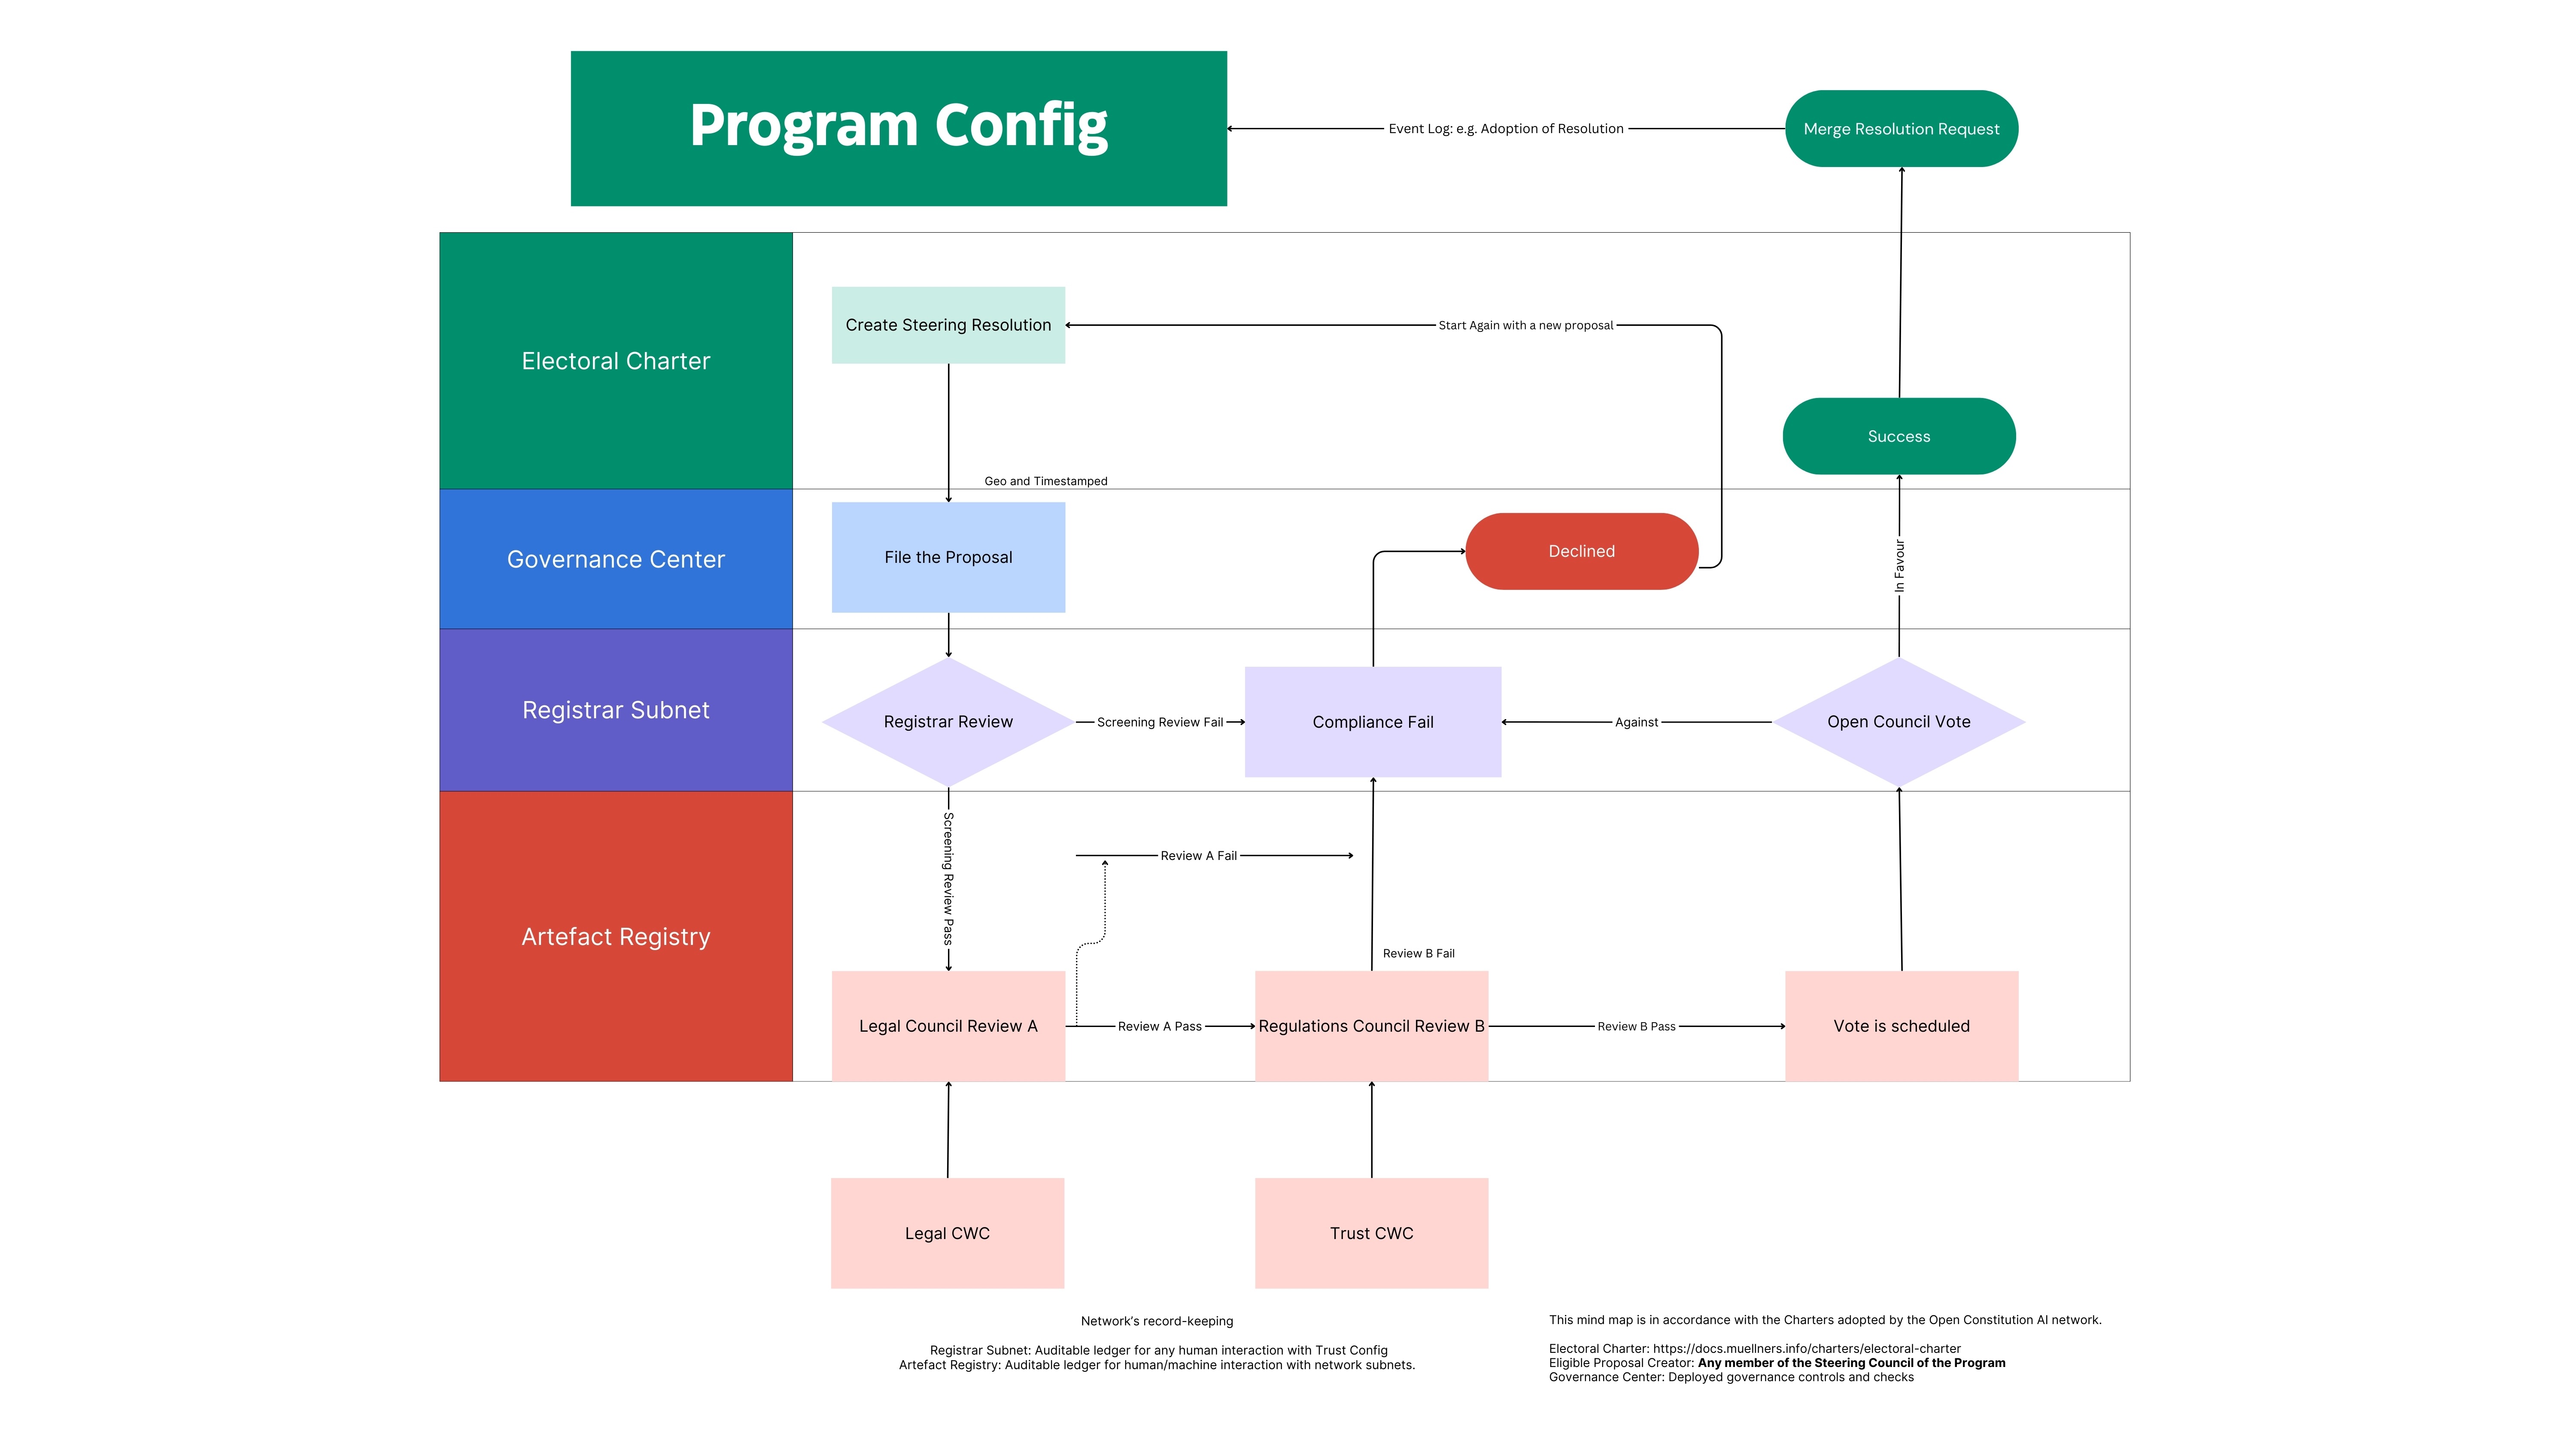 Program Config
Event Log: e.g. Adoption of Resolution
Merge Resolution Request
Electoral Charter
Create Steering Resolution
Start Again with a new proposal
Success
Geo and Timestamped
Governance Center
File the Proposal
Declined
In Favour
Registrar Subnet
Registrar Review
Screening Review Fail
Compliance Fail
Against
Open Council Vote
Artefact Registry
Screening Review Pass
Review A Fail
Review B Fail
Legal Council Review A
Review A Pass
Regulations Council Review B
Review B Pass
Vote is scheduled
Legal CWC
Trust CWC
Network's record-keeping
Registrar Subnet: Auditable ledger for any human interaction with Trust Config
Artefact Registry: Auditable ledger for human/machine interaction with network subnets.
This mind map is in accordance with the Charters adopted by the Open Constitution AI network.
Electoral Charter: https://docs.muellners.info/charters/electoral-charter
Eligible Proposal Creator: Any member of the Steering Council of the Program
Governance Center: Deployed governance controls and checks